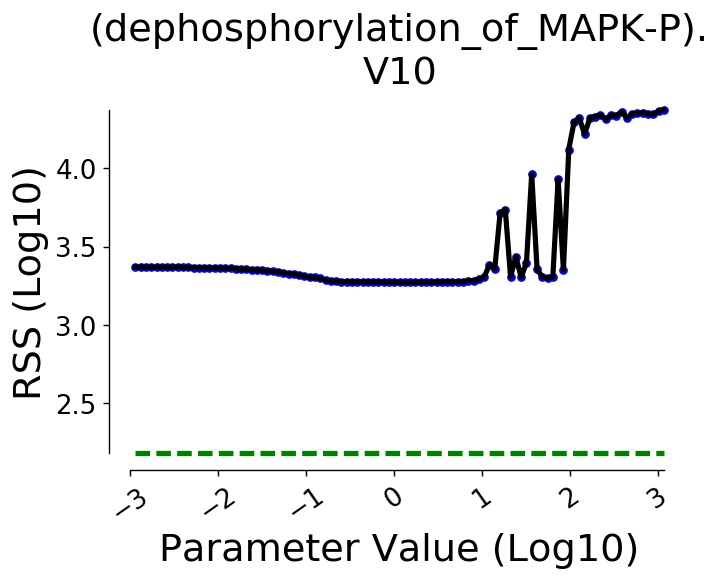 (dephosphorylation_of_MAPK-P).
V10
RSS (Log10)
4.0
3.5
3.0
2.5
−3
−2
−1
0
1
2
3
Parameter Value (Log10)